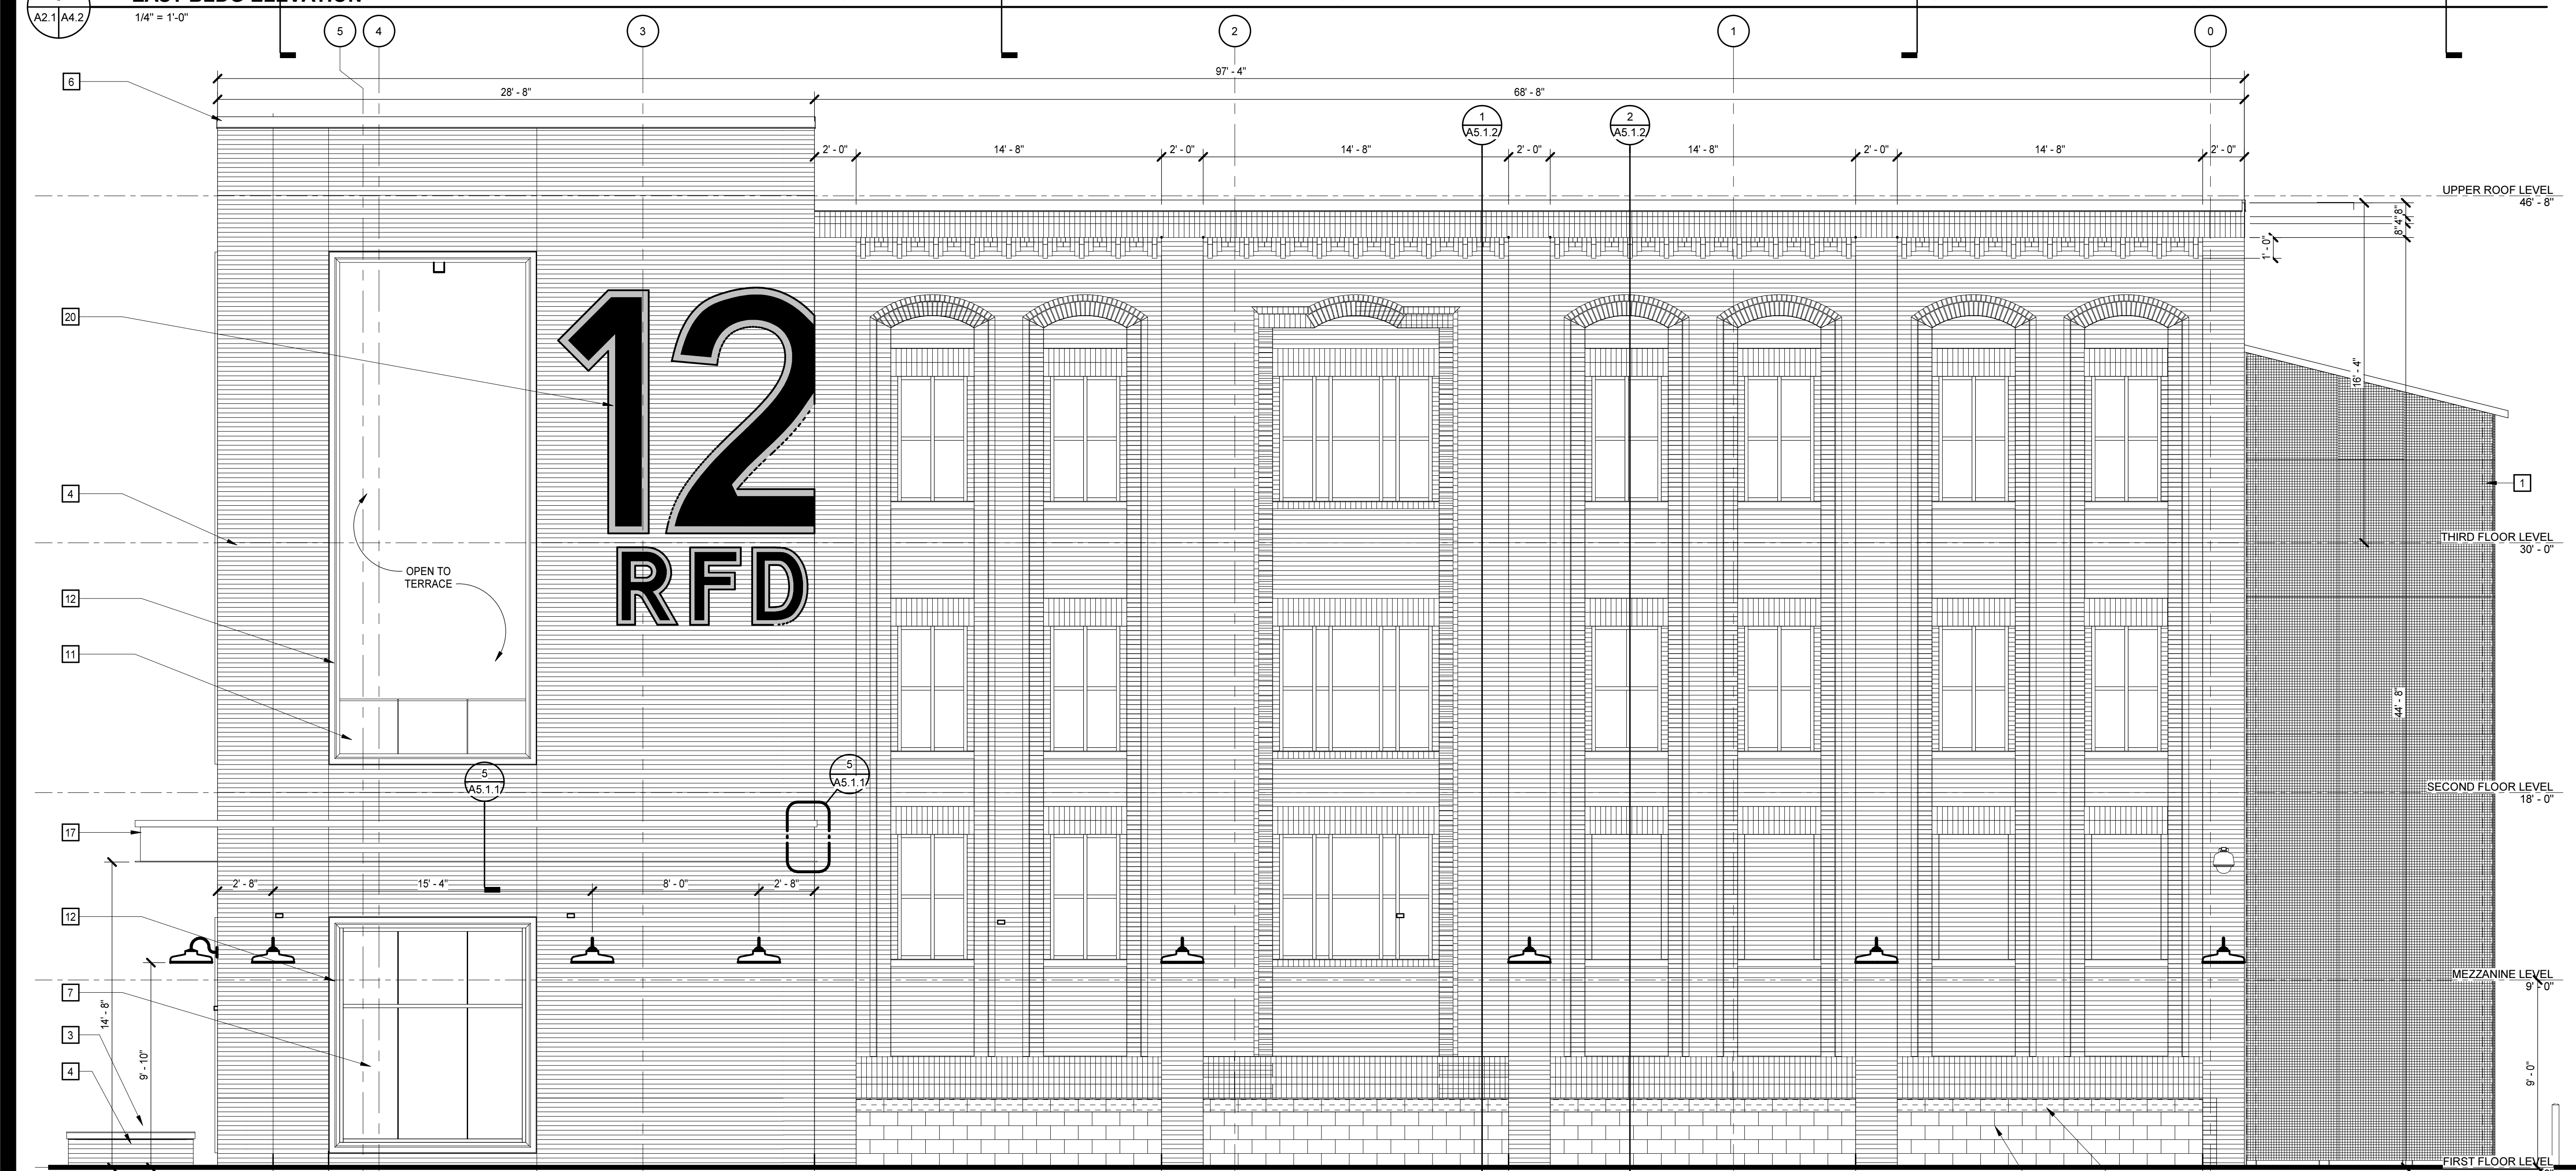 EAST BLDG ELEVATION
A2.1 A4.2
1/4" = 1'-0"
5
4
3
2
1
0
97' - 4"
28' - 8"
68' - 8"
6
1
A5.1.2
2
A5.1.2
2' - 0"
14' - 8"
2' - 0"
14' - 8"
2' - 0"
14' - 8"
2' - 0"
14' - 8"
2' - 0"
UPPER ROOF LEVEL
46' - 8"
8"
4"
8"
1' - 0"
20
12
RFD
16' - 4"
4
1
THIRD FLOOR LEVEL
30' - 0"
OPEN TO
TERRACE
12
11
44' - 8"
5
A5.1.1
5
A5.1.1
SECOND FLOOR LEVEL
18' - 0"
17
2' - 8"
15' - 4"
8' - 0"
2' - 8"
12
MEZZANINE LEVEL
9' - 0"
7
14' - 8"
3
9' - 10"
4
9' - 0"
FIRST FLOOR LEVEL